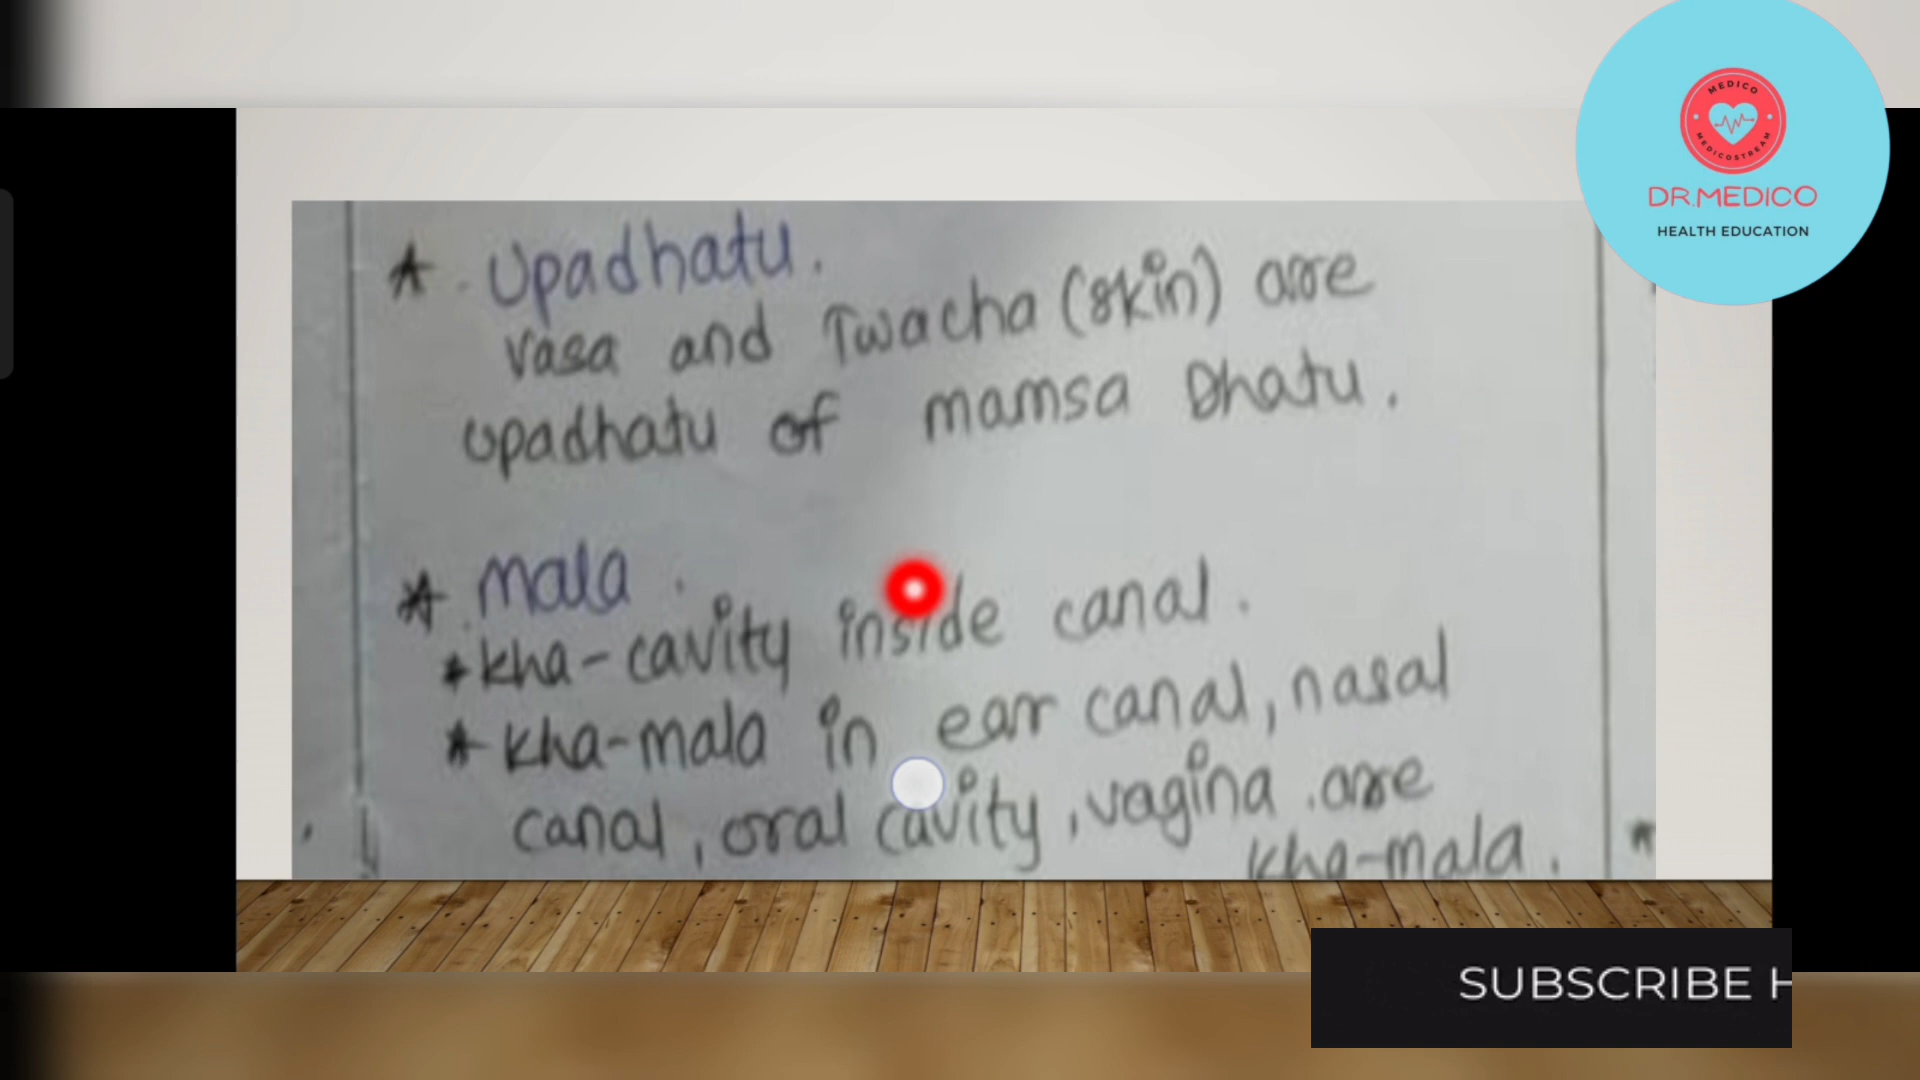 MEDICO
MEDICOSTREAM
DR.MEDICO
HEALTH EDUCATION
* . Upadhatu.
Vasa and Twacha (skin) are
upadhatu of mamsa Dhatu.
* . mala .
* kha-cavity inside canal.
* kha-mala in ear canal, nasal
canal, oral cavity, vagina .are
kha-mala.
SUBSCRIBE H